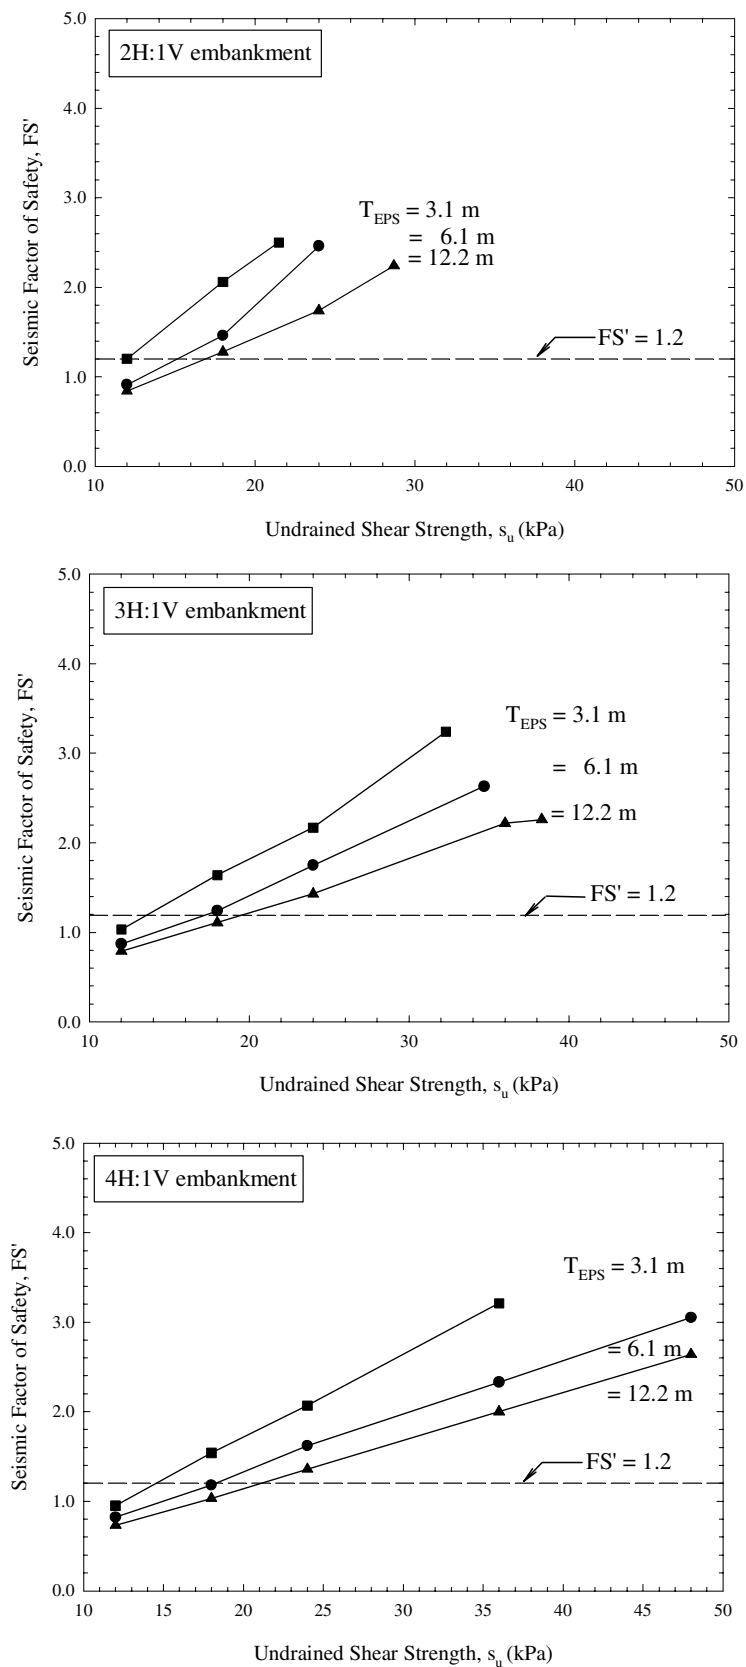 5.0
2H:1V embankment
4.0
3.0
T_EPS = 3.1 m
= 6.1 m
= 12.2 m
2.0
FS' = 1.2
1.0
0.0
10 20 30 40 50
Seismic Factor of Safety, FS'
Undrained Shear Strength, s_u (kPa)
5.0
3H:1V embankment
4.0
T_EPS = 3.1 m
3.0
= 6.1 m
= 12.2 m
2.0
FS' = 1.2
1.0
0.0
10 20 30 40 50
Seismic Factor of Safety, FS'
Undrained Shear Strength, s_u (kPa)
5.0
4H:1V embankment
4.0
T_EPS = 3.1 m
3.0
= 6.1 m
= 12.2 m
2.0
FS' = 1.2
1.0
0.0
10 15 20 25 30 35 40 45 50
Seismic Factor of Safety, FS'
Undrained Shear Strength, s_u (kPa)